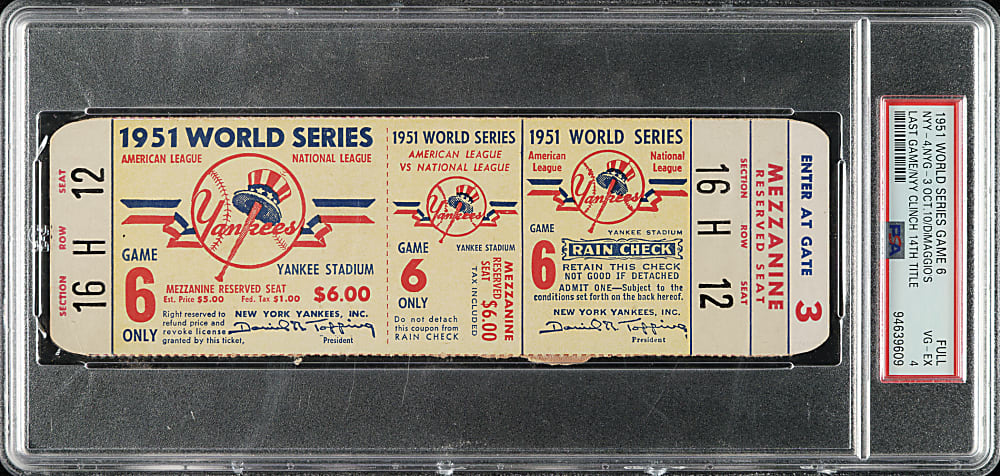 SEAT 12
ROW H
SECTION 16
1951 WORLD SERIES
AMERICAN LEAGUE NATIONAL LEAGUE
Yankees
GAME
6
ONLY
YANKEE STADIUM
MEZZANINE RESERVED SEAT
Est. Price $5.00 Fed. Tax $1.00 $6.00
Right reserved to
refund price and
revoke license
granted by this ticket,
NEW YORK YANKEES, INC.
Daniel R Topping
President
1951 WORLD SERIES
AMERICAN LEAGUE
VS NATIONAL LEAGUE
Yankees
YANKEE STADIUM
GAME
6
ONLY
MEZZANINE
RESERVED
SEAT $6.00
TAX INCLUDED
Do not detach
this coupon from
RAIN CHECK
1951 WORLD SERIES
American League National League
Yankees
YANKEE STADIUM
GAME
6
RAIN CHECK
RETAIN THIS CHECK
NOT GOOD IF DETACHED
ADMIT ONE—Subject to the
conditions set forth on the back hereof.
NEW YORK YANKEES, INC.
Daniel R Topping
President
16 H 12
SECTION ROW SEAT
MEZZANINE
RESERVED SEAT
ENTER AT GATE 3
1951 WORLD SERIES GAME 6 FULL
NYY-4,NYG-3 OCT.10/DIMAGGIO'S VG-EX
LAST GAME/NYY CLINCH 14TH TITLE 4
PSA
94639609